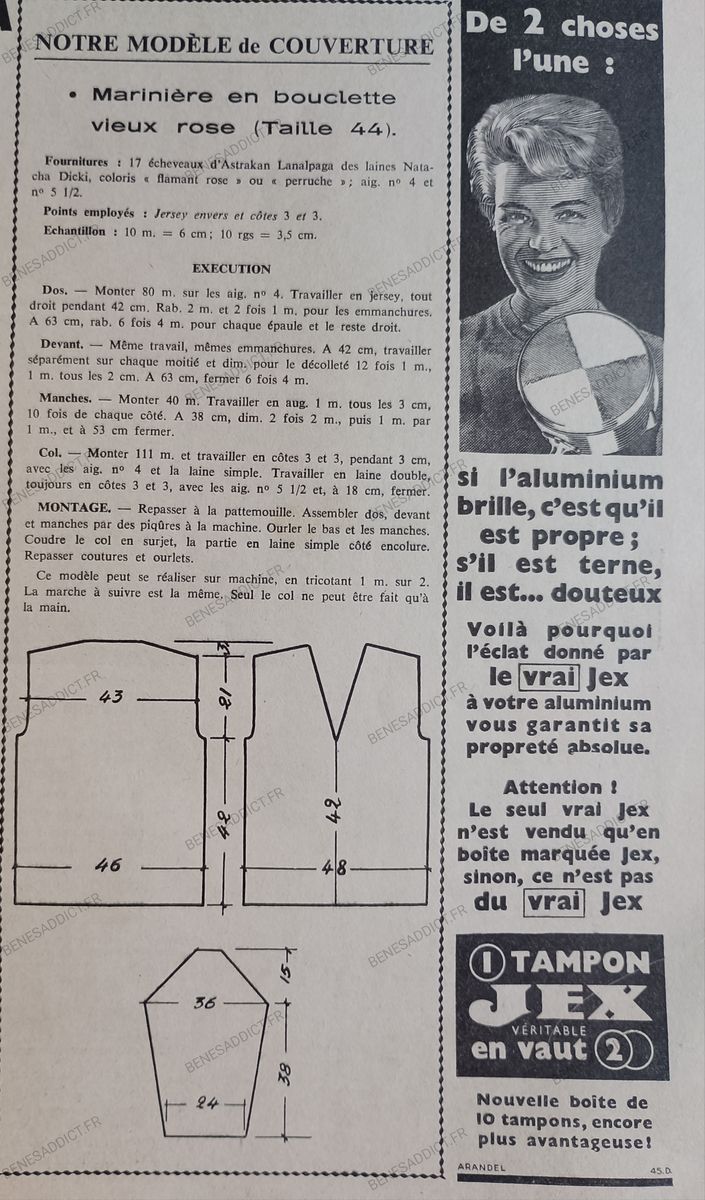 NOTRE MODÈLE de COUVERTURE
• Marinière en bouclette
vieux rose (Taille 44).
Fournitures : 17 écheveaux d'Astrakan Lanalpaga des laines Nata-
cha Dicki, coloris « flamant rose » ou « perruche »; aig. nº 4 et
nº 5 1/2.
Points employés : Jersey envers et côtes 3 et 3.
Echantillon : 10 m. = 6 cm; 10 rgs = 3,5 cm.
EXECUTION
Dos. — Monter 80 m. sur les aig. nº 4. Travailler en jersey, tout
droit pendant 42 cm. Rab. 2 m. et 2 fois 1 m. pour les emmanchures.
A 63 cm, rab. 6 fois 4 m. pour chaque épaule et le reste droit.
Devant. — Même travail, mêmes emmanchures. A 42 cm, travailler
séparément sur chaque moitié et dim. pour le décolleté 12 fois 1 m.,
1 m. tous les 2 cm. A 63 cm, fermer 6 fois 4 m.
Manches. — Monter 40 m. Travailler en aug. 1 m. tous les 3 cm,
10 fois de chaque côté. A 38 cm, dim. 2 fois 2 m., puis 1 m. par
1 m., et à 53 cm fermer.
Col. — Monter 111 m. et travailler en côtes 3 et 3, pendant 3 cm,
avec les aig. nº 4 et la laine simple. Travailler en laine double,
toujours en côtes 3 et 3, avec les aig. nº 5 1/2 et, à 18 cm, fermer.
MONTAGE. — Repasser à la pattemouille. Assembler dos, devant
et manches par des piqûres à la machine. Ourler le bas et les manches.
Coudre le col en surjet, la partie en laine simple côté encolure.
Repasser coutures et ourlets.
Ce modèle peut se réaliser sur machine, en tricotant 1 m. sur 2.
La marche à suivre est la même. Seul le col ne peut être fait qu'à
la main.
3
43
18
42
42
46
48
15
36
38
24
De 2 choses
l'une :
si l'aluminium
brille, c'est qu'il
est propre ;
s'il est terne,
il est... douteux
Voilà pourquoi
l'éclat donné par
le vrai Jex
à votre aluminium
vous garantit sa
propreté absolue.
Attention !
Le seul vrai Jex
n'est vendu qu'en
boîte marquée Jex,
sinon, ce n'est pas
du vrai Jex
1 TAMPON
JEX
VÉRITABLE
en vaut 2
Nouvelle boîte de
10 tampons, encore
plus avantageuse!
ARANDEL 45.D.
BENESADDICT.FR